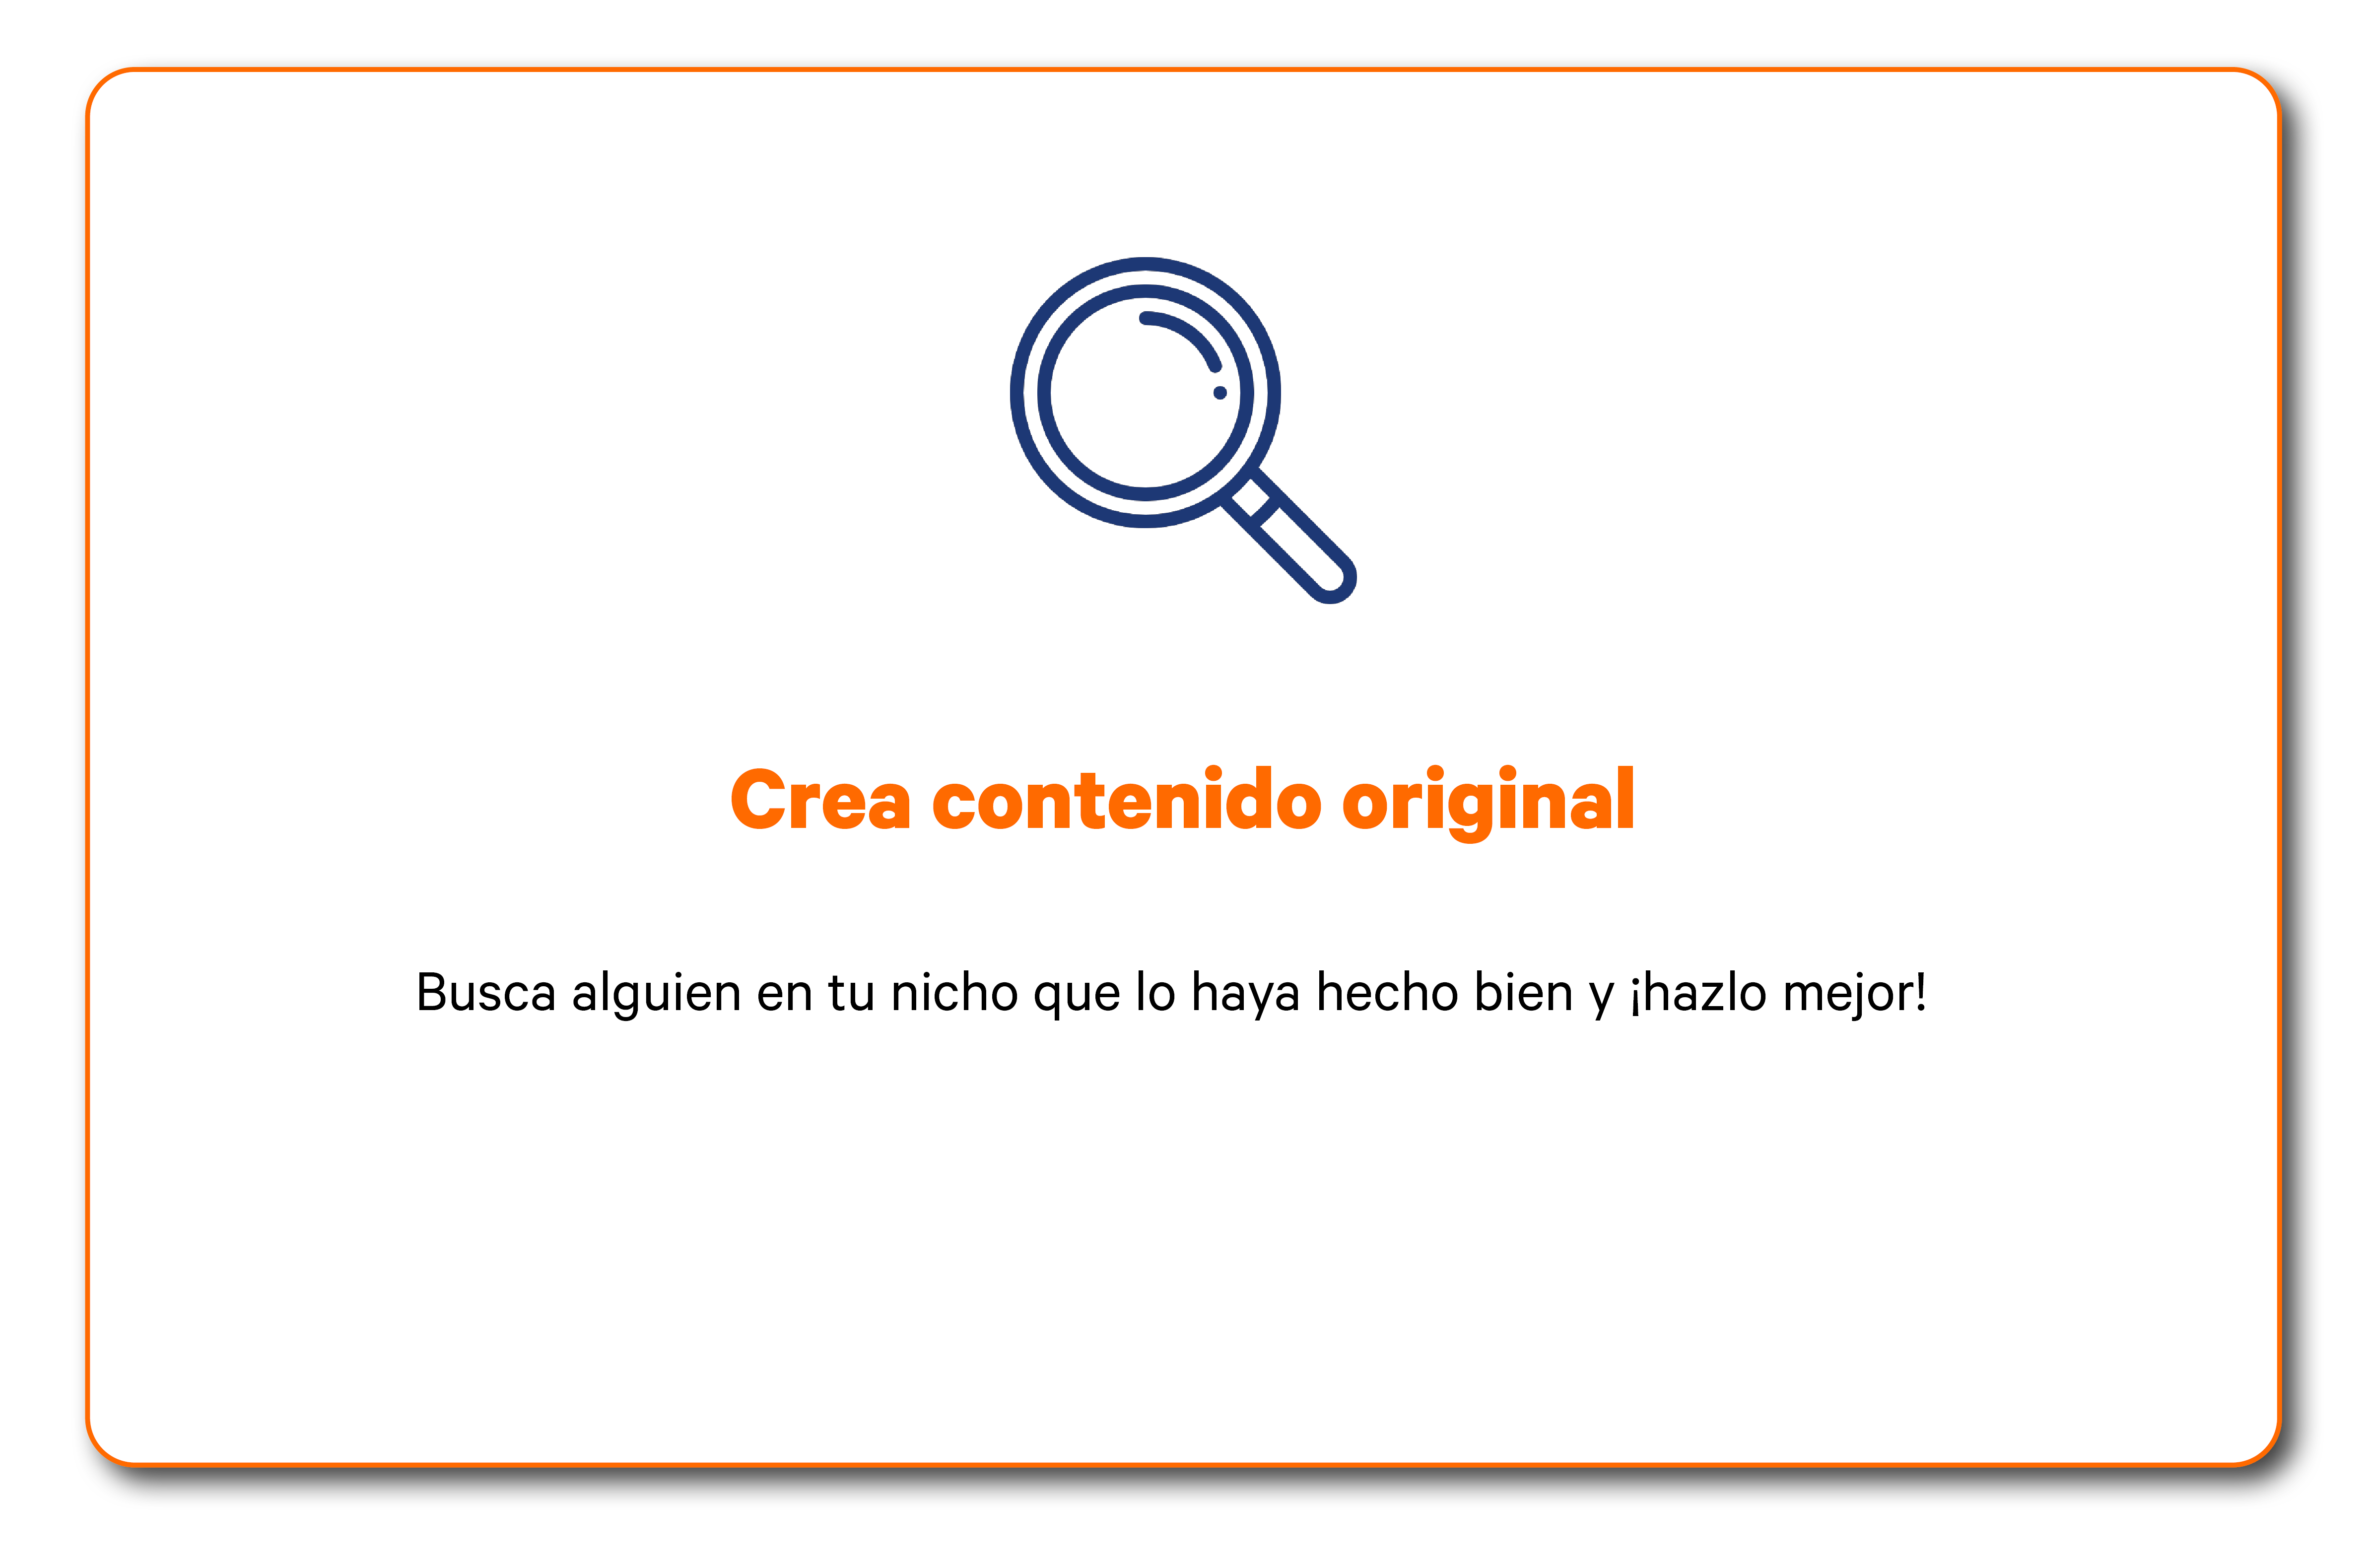 Crea contenido original
Busca alguien en tu nicho que lo haya hecho bien y ¡hazlo mejor!